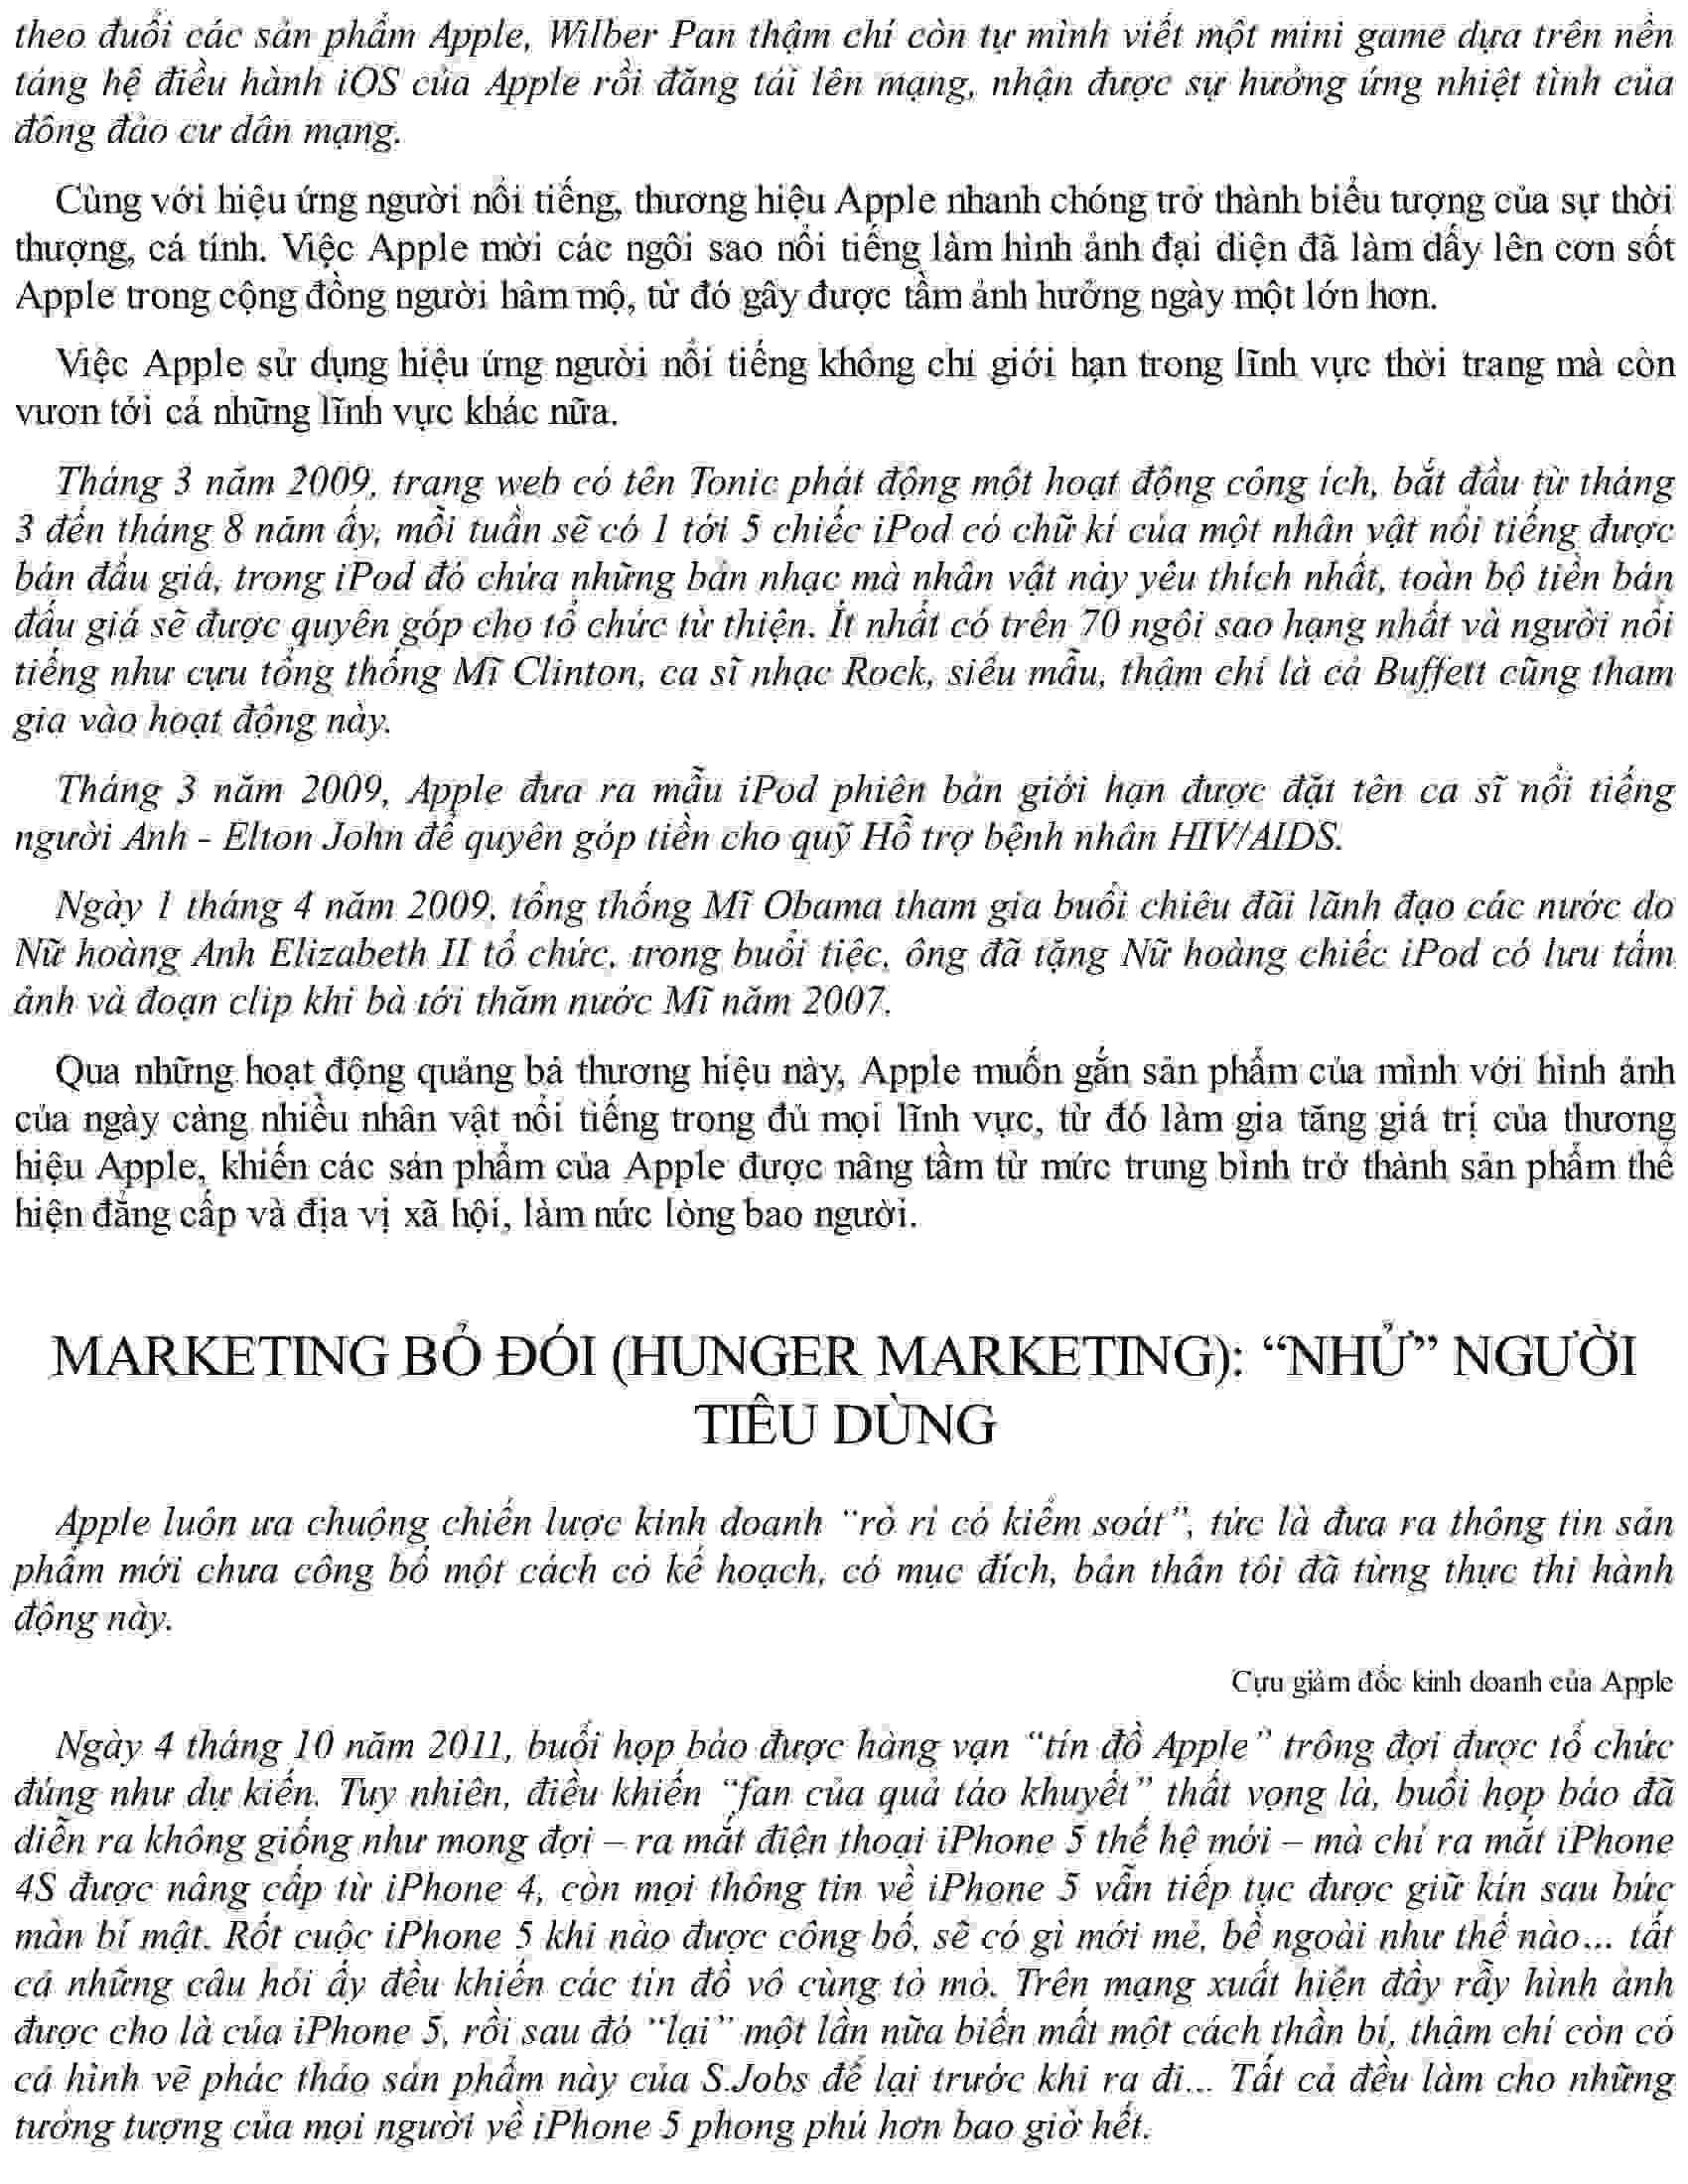 theo đuổi các sản phẩm Apple, Wilber Pan thậm chí còn tự mình viết một mini game dựa trên nền
tảng hệ điều hành iOS của Apple rồi đăng tải lên mạng, nhận được sự hưởng ứng nhiệt tình của
đông đảo cư dân mạng.
Cùng với hiệu ứng người nổi tiếng, thương hiệu Apple nhanh chóng trở thành biểu tượng của sự thời
thượng, cá tính. Việc Apple mời các ngôi sao nổi tiếng làm hình ảnh đại diện đã làm dấy lên cơn sốt
Apple trong cộng đồng người hâm mộ, từ đó gây được tầm ảnh hưởng ngày một lớn hơn.
Việc Apple sử dụng hiệu ứng người nổi tiếng không chỉ giới hạn trong lĩnh vực thời trang mà còn
vươn tới cả những lĩnh vực khác nữa.
Tháng 3 năm 2009, trang web có tên Tonic phát động một hoạt động công ích, bắt đầu từ tháng
3 đến tháng 8 năm ấy, mỗi tuần sẽ có 1 tới 5 chiếc iPod có chữ kí của một nhân vật nổi tiếng được
bán đấu giá, trong iPod đó chứa những bản nhạc mà nhân vật này yêu thích nhất, toàn bộ tiền bán
đấu giá sẽ được quyên góp cho tổ chức từ thiện. Ít nhất có trên 70 ngôi sao hạng nhất và người nổi
tiếng như cựu tổng thống Mĩ Clinton, ca sĩ nhạc Rock, siêu mẫu, thậm chí là cả Buffett cũng tham
gia vào hoạt động này.
Tháng 3 năm 2009, Apple đưa ra mẫu iPod phiên bản giới hạn được đặt tên ca sĩ nổi tiếng
người Anh - Elton John để quyên góp tiền cho quỹ Hỗ trợ bệnh nhân HIV/AIDS.
Ngày 1 tháng 4 năm 2009, tổng thống Mĩ Obama tham gia buổi chiêu đãi lãnh đạo các nước do
Nữ hoàng Anh Elizabeth II tổ chức, trong buổi tiệc, ông đã tặng Nữ hoàng chiếc iPod có lưu tấm
ảnh và đoạn clip khi bà tới thăm nước Mĩ năm 2007.
Qua những hoạt động quảng bá thương hiệu này, Apple muốn gắn sản phẩm của mình với hình ảnh
của ngày càng nhiều nhân vật nổi tiếng trong đủ mọi lĩnh vực, từ đó làm gia tăng giá trị của thương
hiệu Apple, khiến các sản phẩm của Apple được nâng tầm từ mức trung bình trở thành sản phẩm thể
hiện đẳng cấp và địa vị xã hội, làm nức lòng bao người.
MARKETING BỎ ĐÓI (HUNGER MARKETING): “NHỬ” NGƯỜI
TIÊU DÙNG
Apple luôn ưa chuộng chiến lược kinh doanh “rò rỉ có kiểm soát”, tức là đưa ra thông tin sản
phẩm mới chưa công bố một cách có kế hoạch, có mục đích, bản thân tôi đã từng thực thi hành
động này.
Cựu giám đốc kinh doanh của Apple
Ngày 4 tháng 10 năm 2011, buổi họp báo được hàng vạn “tín đồ Apple” trông đợi được tổ chức
đúng như dự kiến. Tuy nhiên, điều khiến “fan của quả táo khuyết” thất vọng là, buổi họp báo đã
diễn ra không giống như mong đợi – ra mắt điện thoại iPhone 5 thế hệ mới – mà chỉ ra mắt iPhone
4S được nâng cấp từ iPhone 4, còn mọi thông tin về iPhone 5 vẫn tiếp tục được giữ kín sau bức
màn bí mật. Rốt cuộc iPhone 5 khi nào được công bố, sẽ có gì mới mẻ, bề ngoài như thế nào... tất
cả những câu hỏi ấy đều khiến các tín đồ vô cùng tò mò. Trên mạng xuất hiện đầy rẫy hình ảnh
được cho là của iPhone 5, rồi sau đó “lại” một lần nữa biến mất một cách thần bí, thậm chí còn có
cả hình vẽ phác thảo sản phẩm này của S.Jobs để lại trước khi ra đi... Tất cả đều làm cho những
tưởng tượng của mọi người về iPhone 5 phong phú hơn bao giờ hết.